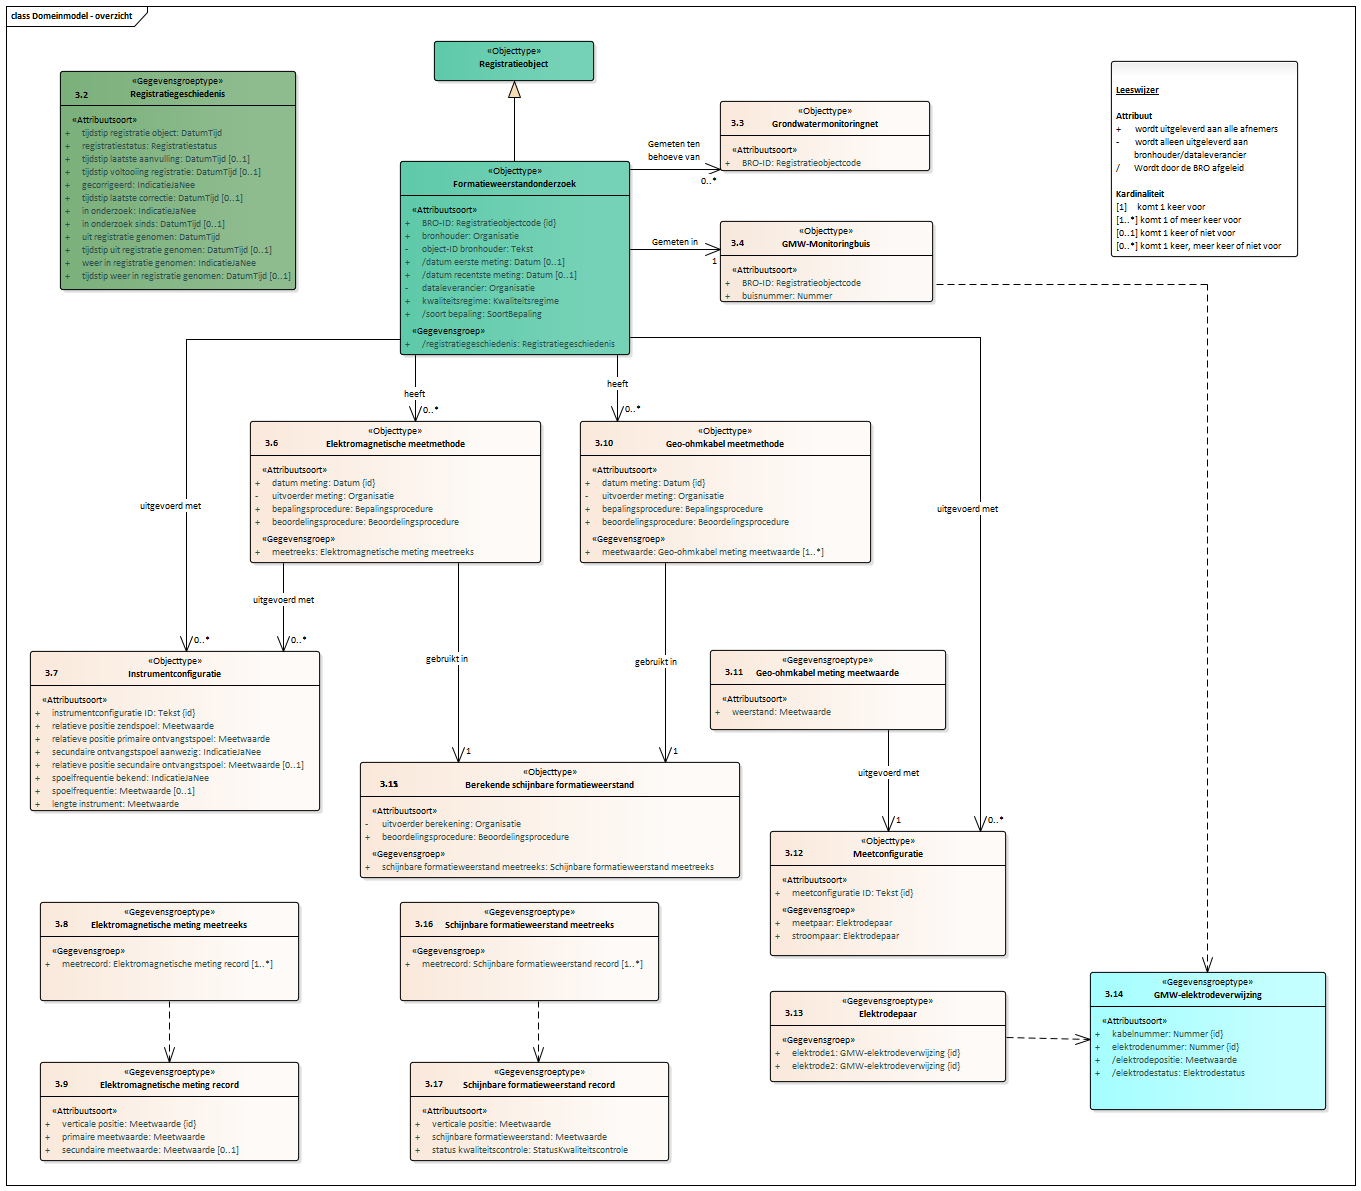 class Domeinmodel - overzicht
«Objecttype»
Registratieobject
«Gegevensgroeptype»
3.2 Registratiegeschiedenis
«Attribuutsoort»
+ tijdstip registratie object: DatumTijd
+ registratiestatus: Registratiestatus
+ tijdstip laatste aanvulling: DatumTijd [0..1]
+ tijdstip voltooiing registratie: DatumTijd [0..1]
+ gecorrigeerd: IndicatieJaNee
+ tijdstip laatste correctie: DatumTijd [0..1]
+ in onderzoek: IndicatieJaNee
+ in onderzoek sinds: DatumTijd [0..1]
+ uit registratie genomen: DatumTijd
+ tijdstip uit registratie genomen: DatumTijd [0..1]
+ weer in registratie genomen: IndicatieJaNee
+ tijdstip weer in registratie genomen: DatumTijd [0..1]
Leeswijzer
Attribuut
+ wordt uitgeleverd aan alle afnemers
- wordt alleen uitgeleverd aan
bronhouder/dataleverancier
/ Wordt door de BRO afgeleid
Kardinaliteit
[1] komt 1 keer voor
[1..*] komt 1 of meer keer voor
[0..1] komt 1 keer of niet voor
[0..*] komt 1 keer, meer keer of niet voor
«Objecttype»
3.3 Grondwatermonitoringnet
«Attribuutsoort»
+ BRO-ID: Registratieobjectcode
Gemeten ten
behoeve van
0..*
«Objecttype»
Formatieweerstandonderzoek
«Attribuutsoort»
+ BRO-ID: Registratieobjectcode {id}
+ bronhouder: Organisatie
- object-ID bronhouder: Tekst
+ /datum eerste meting: Datum [0..1]
+ /datum recentste meting: Datum [0..1]
- dataleverancier: Organisatie
+ kwaliteitsregime: Kwaliteitsregime
+ /soort bepaling: SoortBepaling
«Gegevensgroep»
+ /registratiegeschiedenis: Registratiegeschiedenis
Gemeten in
1
«Objecttype»
3.4 GMW-Monitoringbuis
«Attribuutsoort»
+ BRO-ID: Registratieobjectcode
+ buisnummer: Nummer
heeft
0..*
heeft
0..*
«Objecttype»
3.6 Elektromagnetische meetmethode
«Attribuutsoort»
+ datum meting: Datum {id}
- uitvoerder meting: Organisatie
+ bepalingsprocedure: Bepalingsprocedure
+ beoordelingsprocedure: Beoordelingsprocedure
«Gegevensgroep»
+ meetreeks: Elektromagnetische meting meetreeks
«Objecttype»
3.10 Geo-ohmkabel meetmethode
«Attribuutsoort»
+ datum meting: Datum {id}
- uitvoerder meting: Organisatie
+ bepalingsprocedure: Bepalingsprocedure
+ beoordelingsprocedure: Beoordelingsprocedure
«Gegevensgroep»
+ meetwaarde: Geo-ohmkabel meting meetwaarde [1..*]
uitgevoerd met
uitgevoerd met
uitgevoerd met
0..*
0..*
gebruikt in
1
gebruikt in
1
«Objecttype»
3.7 Instrumentconfiguratie
«Attribuutsoort»
+ instrumentconfiguratie ID: Tekst {id}
+ relatieve positie zendspoel: Meetwaarde
+ relatieve positie primaire ontvangstspoel: Meetwaarde
+ secundaire ontvangstspoel aanwezig: IndicatieJaNee
+ relatieve positie secundaire ontvangstspoel: Meetwaarde [0..1]
+ spoelfrequentie bekend: IndicatieJaNee
+ spoelfrequentie: Meetwaarde [0..1]
+ lengte instrument: Meetwaarde
«Gegevensgroeptype»
3.11 Geo-ohmkabel meting meetwaarde
«Attribuutsoort»
+ weerstand: Meetwaarde
uitgevoerd met
1
0..*
«Objecttype»
3.15 Berekende schijnbare formatieweerstand
«Attribuutsoort»
- uitvoerder berekening: Organisatie
+ beoordelingsprocedure: Beoordelingsprocedure
«Gegevensgroep»
+ schijnbare formatieweerstand meetreeks: Schijnbare formatieweerstand meetreeks
«Objecttype»
3.12 Meetconfiguratie
«Attribuutsoort»
+ meetconfiguratie ID: Tekst {id}
«Gegevensgroep»
+ meetpaar: Elektrodepaar
+ stroompaar: Elektrodepaar
«Gegevensgroeptype»
3.8 Elektromagnetische meting meetreeks
«Gegevensgroep»
+ meetrecord: Elektromagnetische meting record [1..*]
«Gegevensgroeptype»
3.16 Schijnbare formatieweerstand meetreeks
«Gegevensgroep»
+ meetrecord: Schijnbare formatieweerstand record [1..*]
«Gegevensgroeptype»
3.13 Elektrodepaar
«Gegevensgroep»
+ elektrode1: GMW-elektrodeverwijzing {id}
+ elektrode2: GMW-elektrodeverwijzing {id}
«Gegevensgroeptype»
3.14 GMW-elektrodeverwijzing
«Attribuutsoort»
+ kabelnummer: Nummer {id}
+ elektrodenummer: Nummer {id}
+ /elektrodepositie: Meetwaarde
+ /elektrodestatus: Elektrodestatus
«Gegevensgroeptype»
3.9 Elektromagnetische meting record
«Attribuutsoort»
+ verticale positie: Meetwaarde {id}
+ primaire meetwaarde: Meetwaarde
+ secundaire meetwaarde: Meetwaarde [0..1]
«Gegevensgroeptype»
3.17 Schijnbare formatieweerstand record
«Attribuutsoort»
+ verticale positie: Meetwaarde
+ schijnbare formatieweerstand: Meetwaarde
+ status kwaliteitscontrole: StatusKwaliteitscontrole